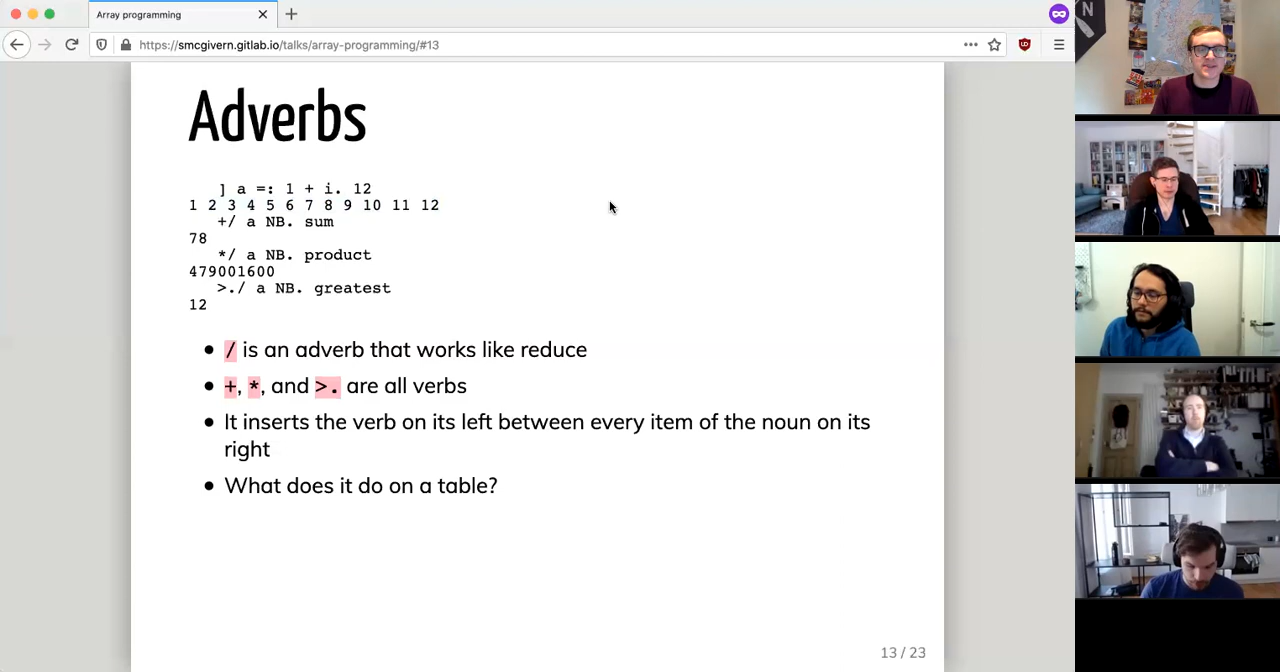 Array programming
https://smcgivern.gitlab.io/talks/array-programming/#13
N
Adverbs
] a =: 1 + i. 12
1 2 3 4 5 6 7 8 9 10 11 12
+/ a NB. sum
78
*/ a NB. product
479001600
>./ a NB. greatest
12
• / is an adverb that works like reduce
• +, *, and >. are all verbs
• It inserts the verb on its left between every item of the noun on its
right
• What does it do on a table?
13 / 23